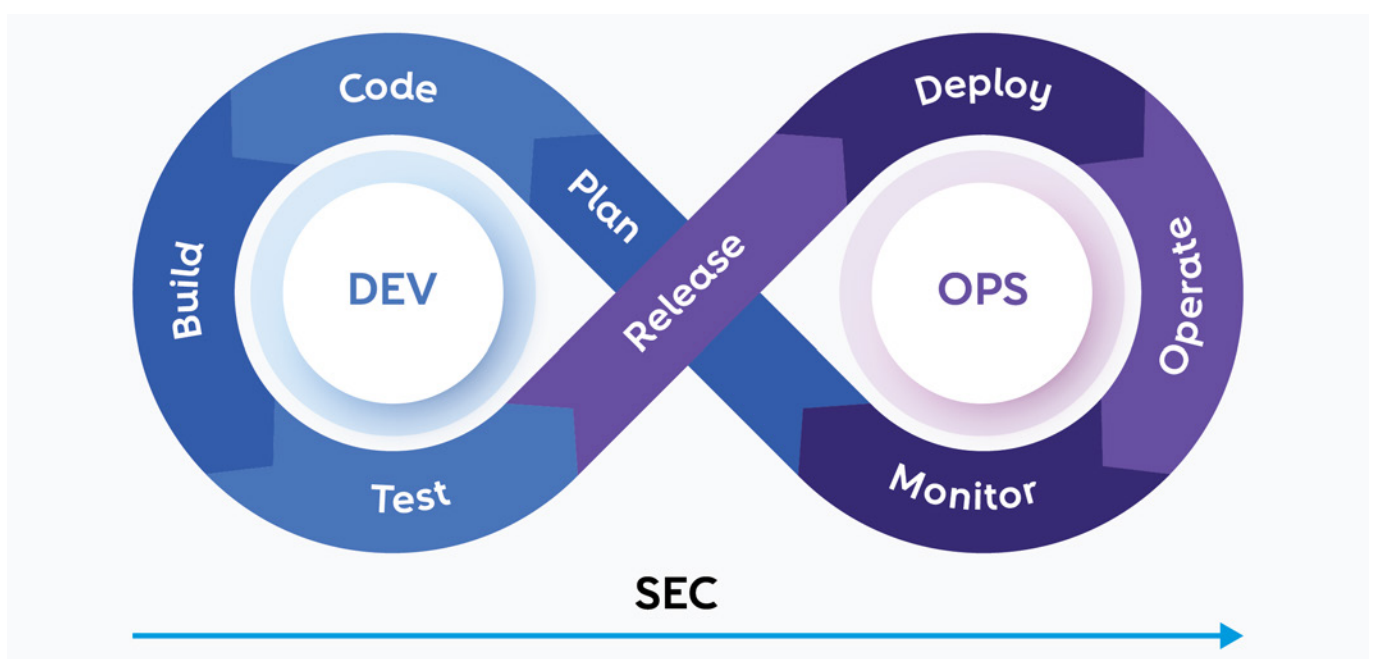 Code
Deploy
Plan
Build
DEV
Release
OPS
Operate
Test
Monitor
SEC